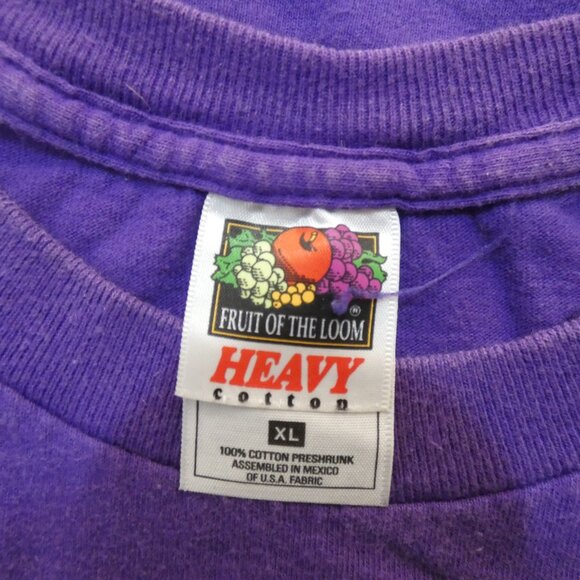 ®
FRUIT OF THE LOOM
HEAVY
cotton
XL
100% COTTON PRESHRUNK
ASSEMBLED IN MEXICO
OF U.S.A. FABRIC